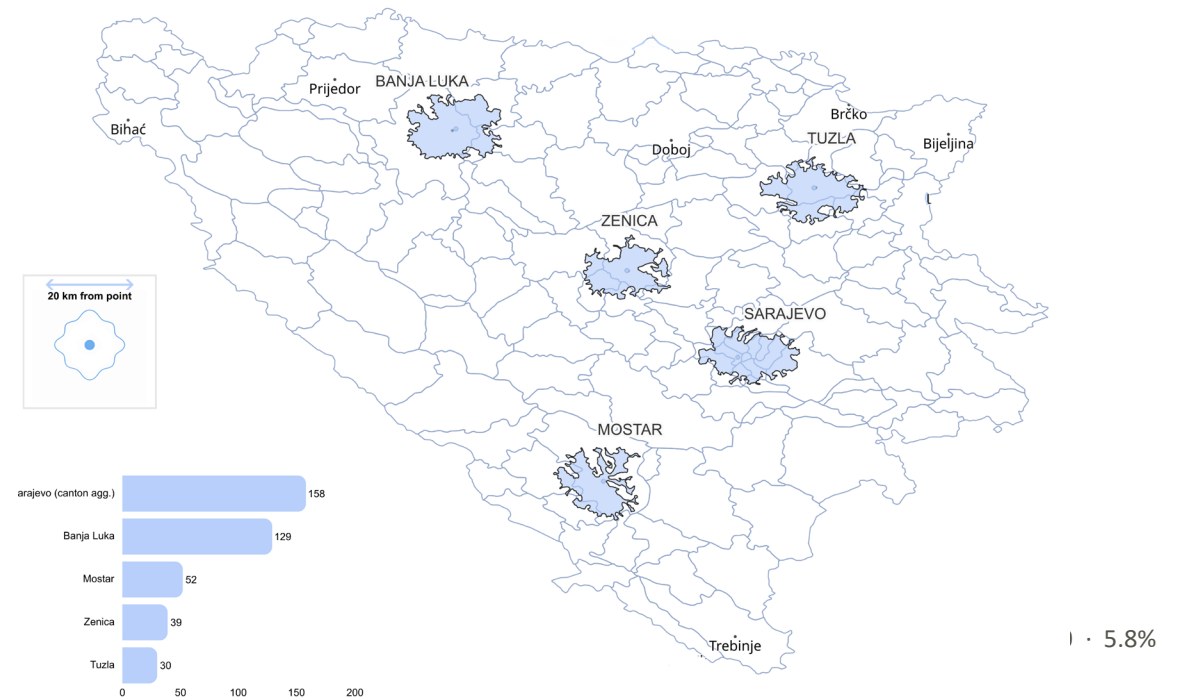 BANJA LUKA
Prijedor
Bihać
Brčko
TUZLA
Bijeljina
Doboj
ZENICA
20 km from point
SARAJEVO
MOSTAR
arajevo (canton agg.) 158
Banja Luka 129
Mostar 52
Zenica 39
Tuzla 30
0 50 100 150 200
Trebinje
· 5.8%